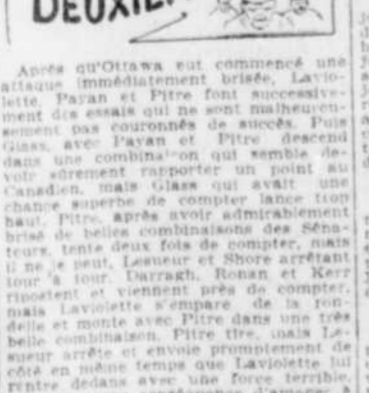 DEUXIÈM
Après qu'Ottawa eut commencé une
attaque immédiatement brisée, Lavio-
lette, Payan et Pitre font successive-
ment des essais qui ne sont malheureu-
sement pas couronnés de succès. Puis
Glass, avec Payan et Pitre descend
dans une combinaison qui semble de-
voir sûrement rapporter un point au
Canadien, mais Glass qui avait une
chance superbe de compter lance trop
haut. Pitre, après avoir admirablement
brisé de belles combinaisons des Séna-
teurs, tente deux fois de compter, mais
il ne le peut, Lesueur et Shore arrêtant
tour à tour. Darragh, Ronan et Kerr
ripostent et viennent près de compter,
mais Laviolette s'empare de la ron-
delle et monte avec Pitre dans une très
belle combinaison. Pitre tire, mais Le-
sueur arrête et envoie promptement de
côté en même temps que Laviolette lui
rentre dedans avec une force terrible,